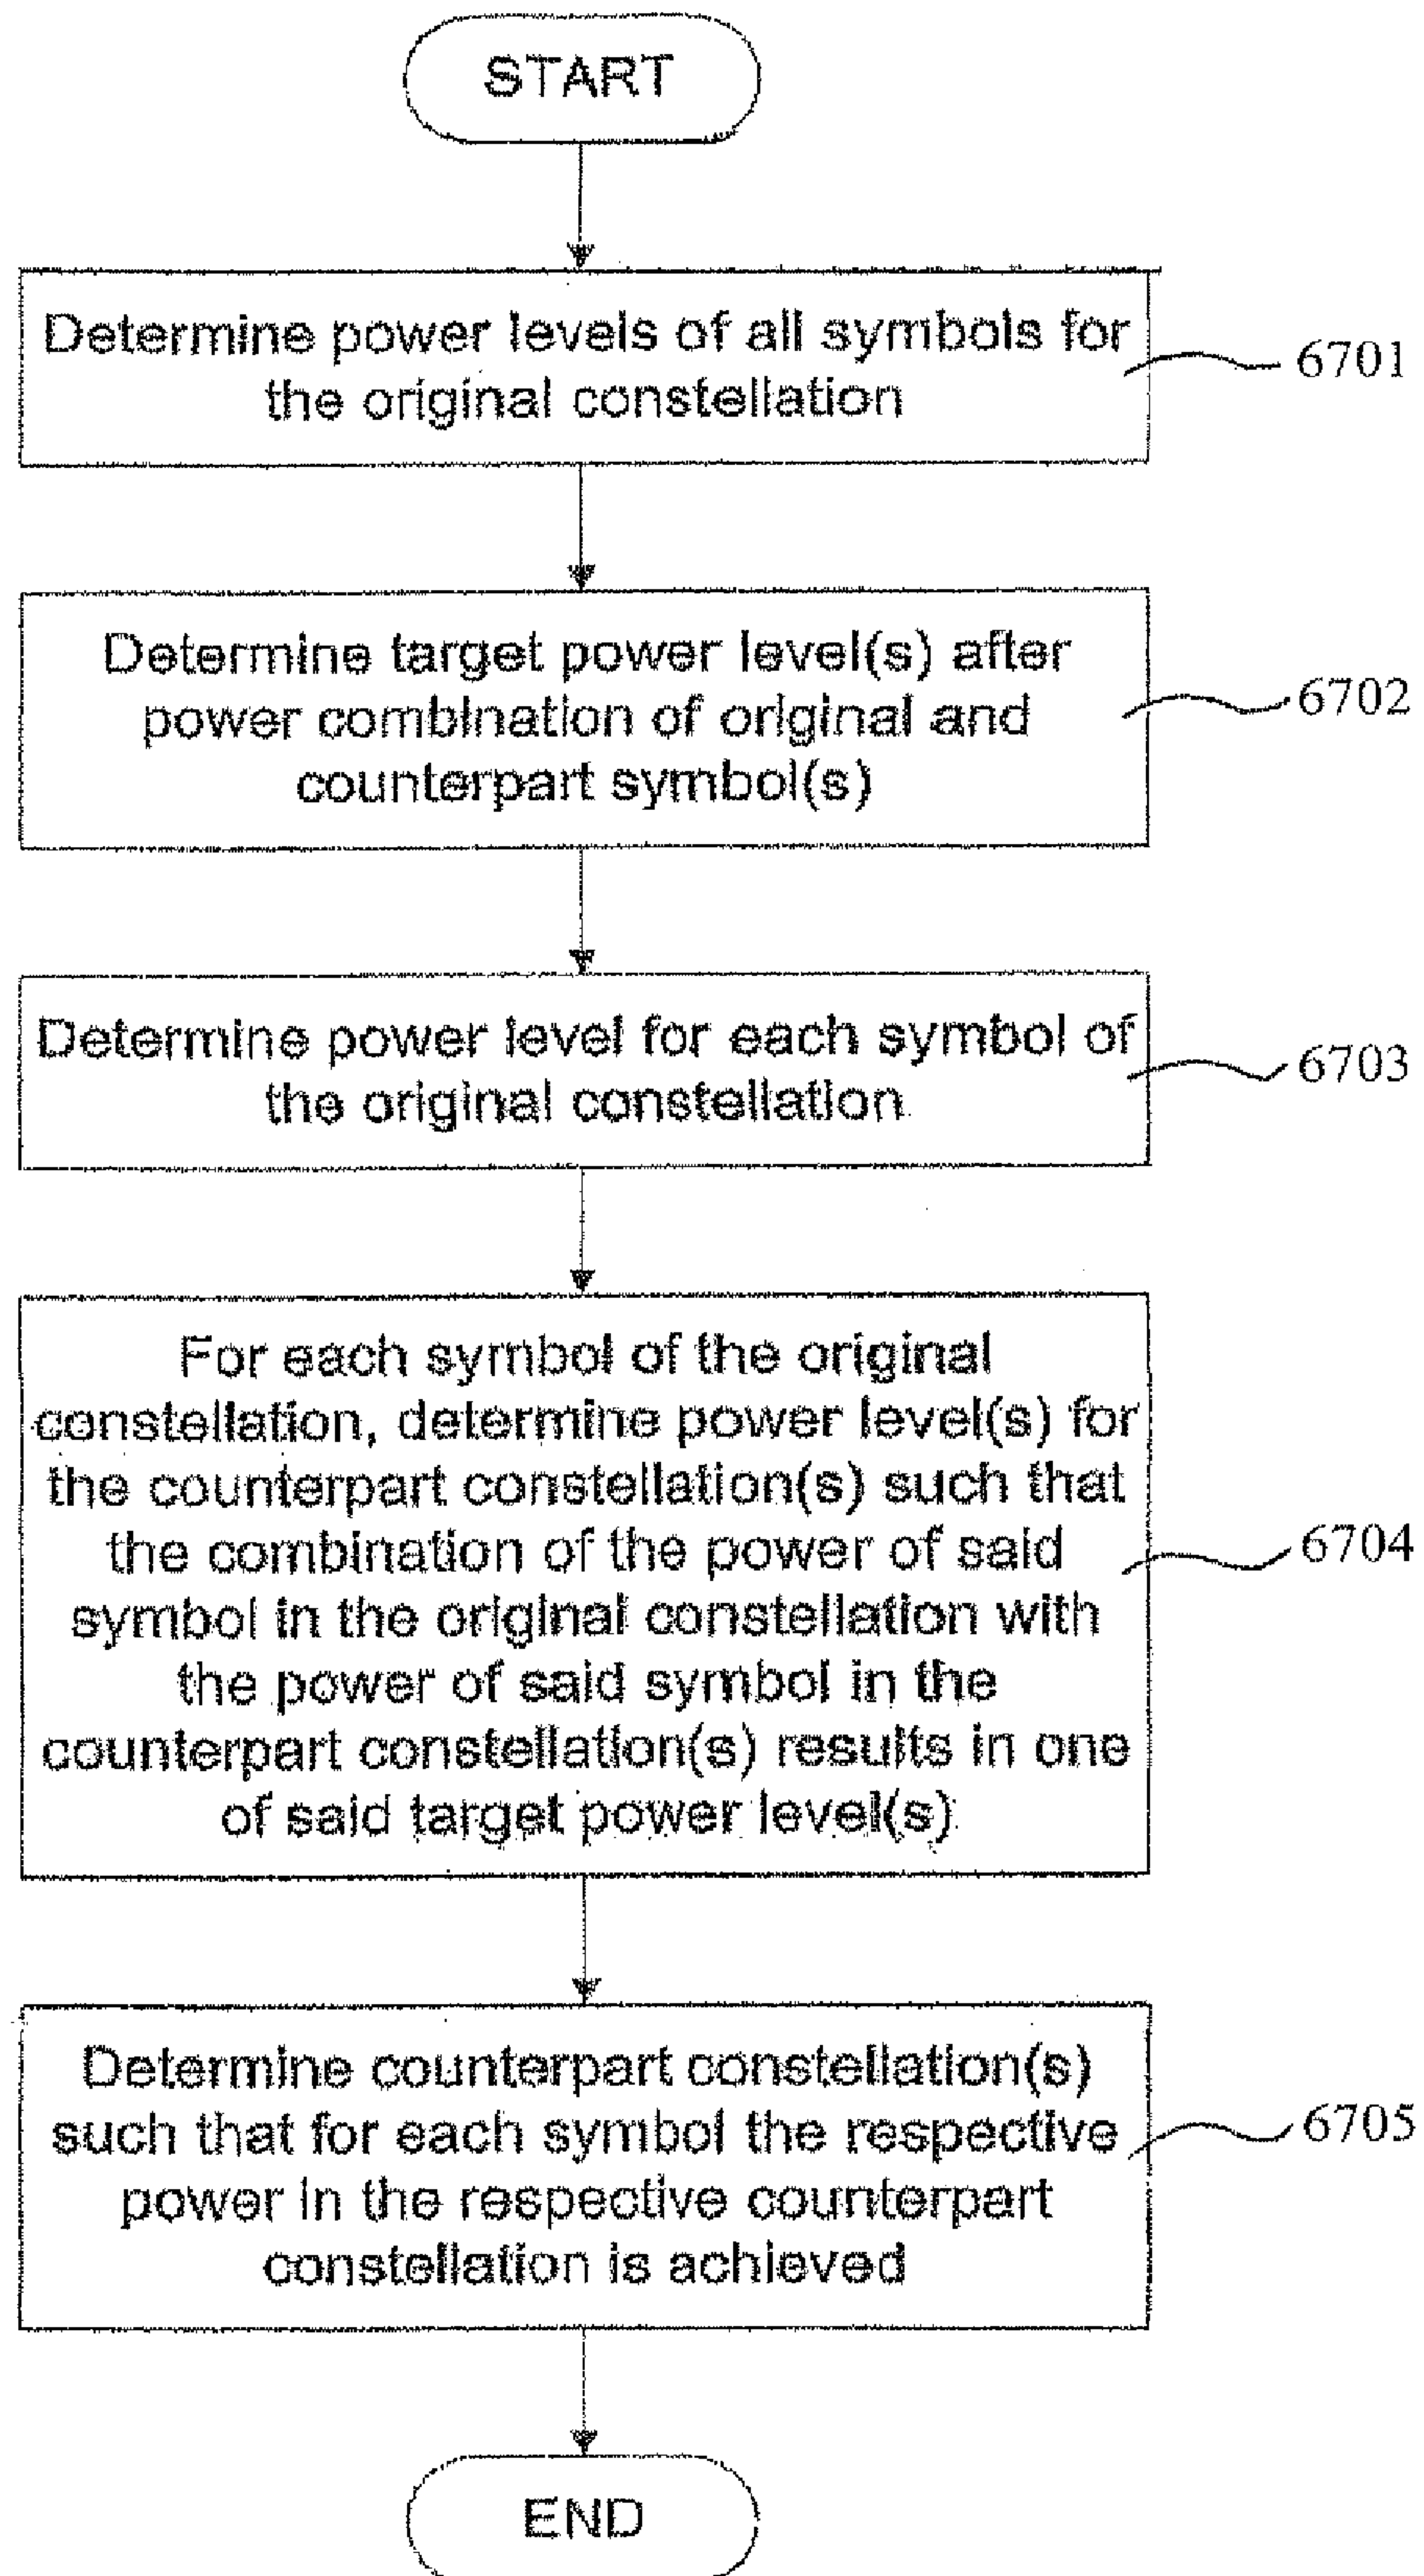 START
Determine power levels of all symbols for
the original constellation
6701
Determine target power level(s) after
power combination of original and
counterpart symbol(s)
6702
Determine power level for each symbol of
the original constellation
6703
For each symbol of the original
constellation, determine power level(s) for
the counterpart constellation(s) such that
the combination of the power of said
symbol in the original constellation with
the power of said symbol in the
counterpart constellation(s) results in one
of said target power level(s)
6704
Determine counterpart constellation(s)
such that for each symbol the respective
power in the respective counterpart
constellation is achieved
6705
END